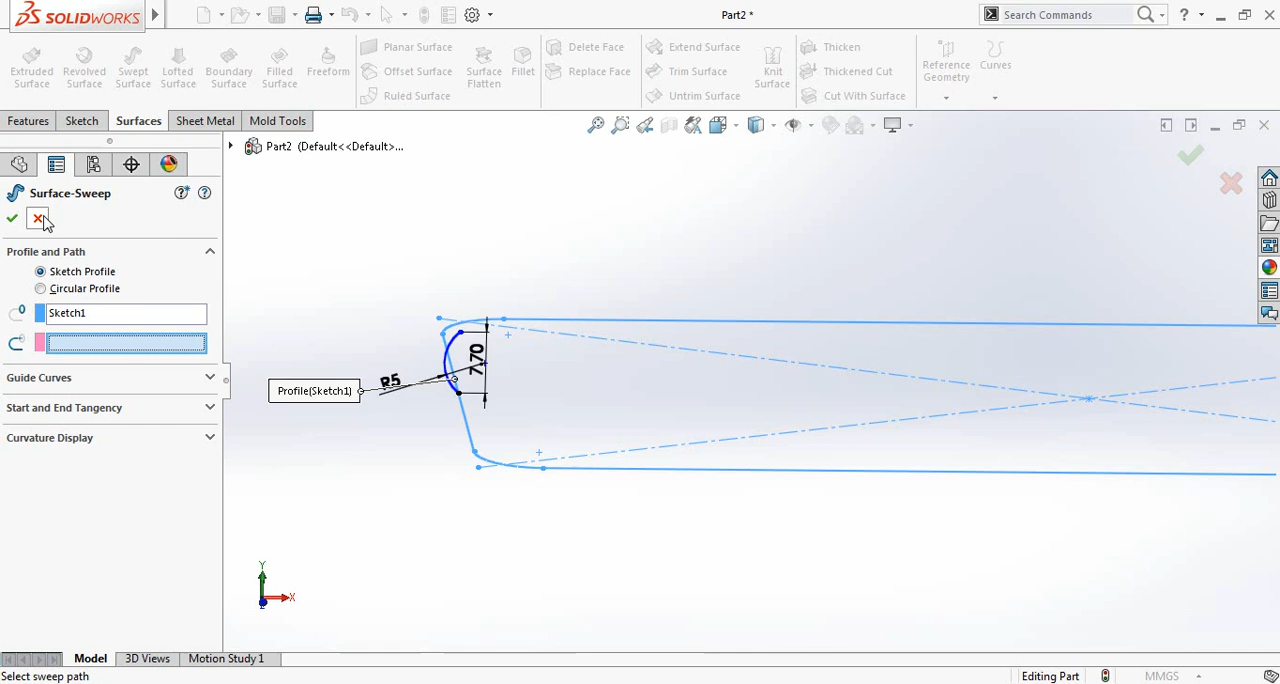 SOLIDWORKS
Part2 *
Search Commands
?
Extruded Surface
Revolved Surface
Swept Surface
Lofted Surface
Boundary Surface
Filled Surface
Freeform
Planar Surface
Offset Surface
Ruled Surface
Surface Flatten
Fillet
Delete Face
Replace Face
Extend Surface
Trim Surface
Untrim Surface
Knit Surface
Thicken
Thickened Cut
Cut With Surface
Reference Geometry
Curves
Features
Sketch
Surfaces
Sheet Metal
Mold Tools
Part2 (Default<<Default>...
Surface-Sweep
Profile and Path
Sketch Profile
Circular Profile
Sketch1
Guide Curves
Start and End Tangency
Curvature Display
Profile(Sketch1)
R5
7.70
Y
X
Z
Model
3D Views
Motion Study 1
Select sweep path
Editing Part
MMGS